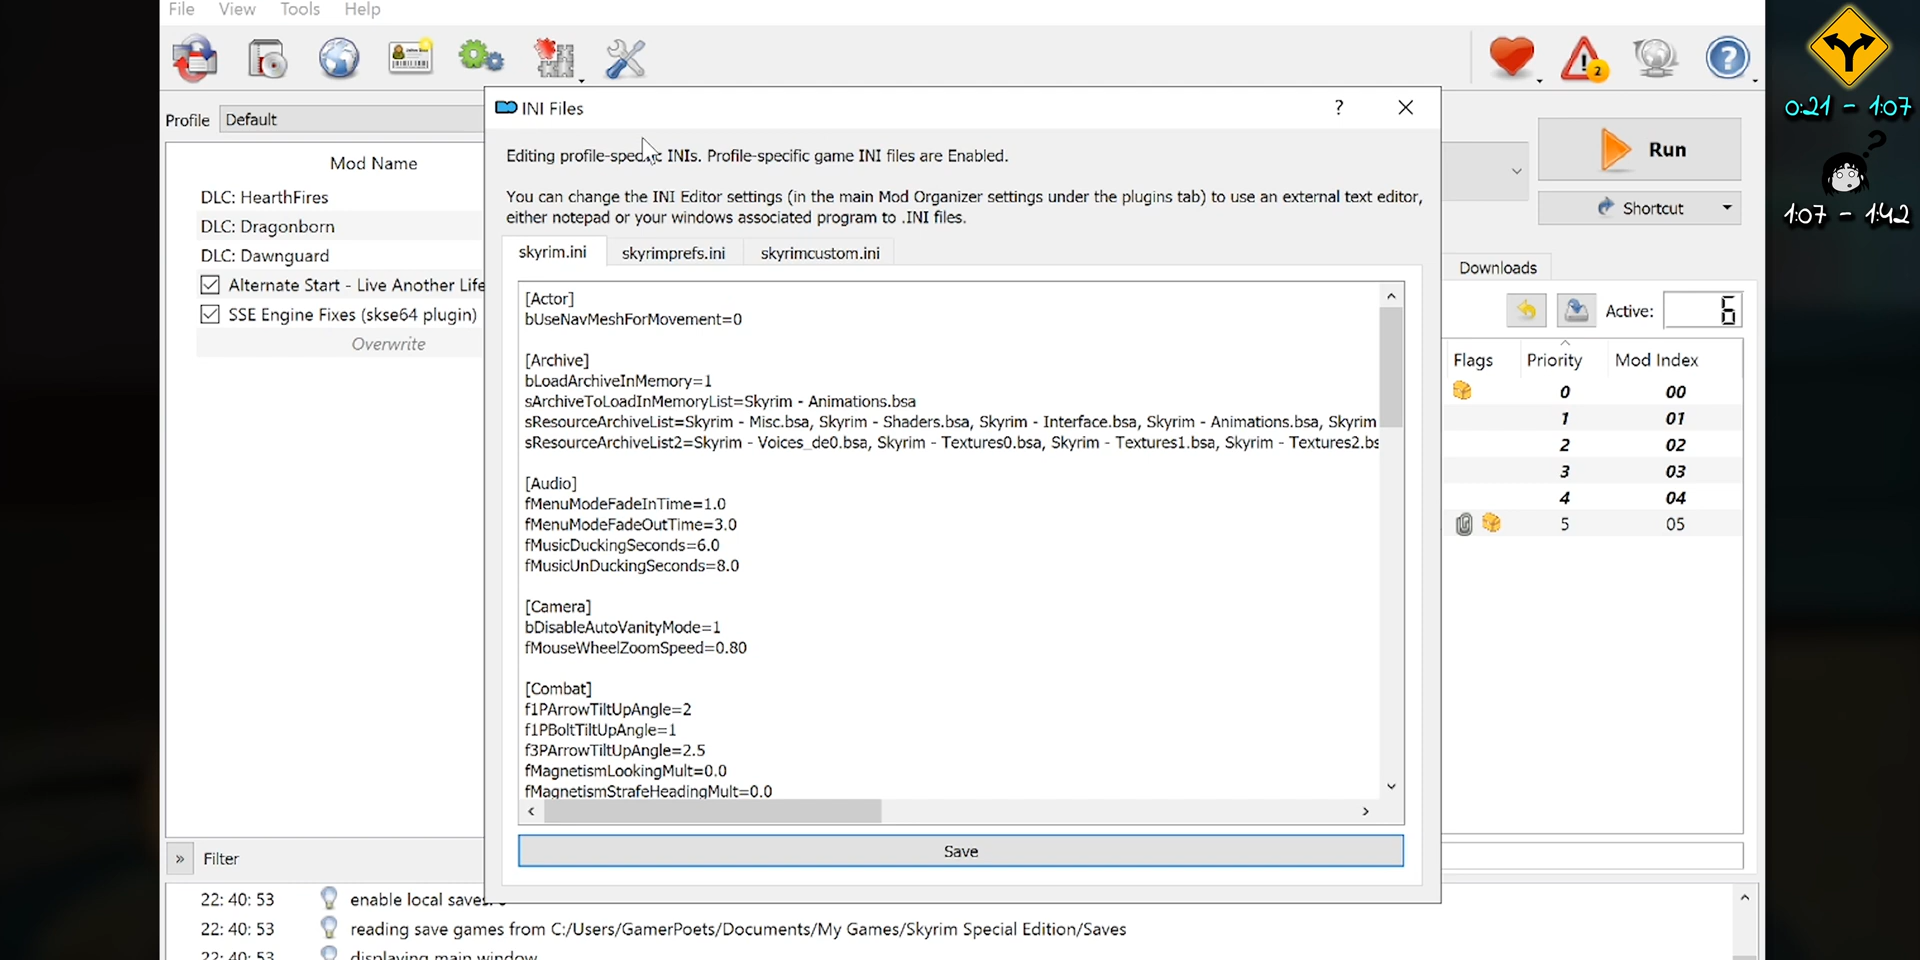 File View Tools Help
Profile Default
Mod Name
DLC: HearthFires
DLC: Dragonborn
DLC: Dawnguard
Alternate Start - Live Another Life
SSE Engine Fixes (skse64 plugin)
Overwrite
Filter
INI Files
?
Editing profile-specific INIs. Profile-specific game INI files are Enabled.
You can change the INI Editor settings (in the main Mod Organizer settings under the plugins tab) to use an external text editor,
either notepad or your windows associated program to .INI files.
skyrim.ini skyrimprefs.ini skyrimcustom.ini
[Actor]
bUseNavMeshForMovement=0
[Archive]
bLoadArchiveInMemory=1
sArchiveToLoadInMemoryList=Skyrim - Animations.bsa
sResourceArchiveList=Skyrim - Misc.bsa, Skyrim - Shaders.bsa, Skyrim - Interface.bsa, Skyrim - Animations.bsa, Skyrim
sResourceArchiveList2=Skyrim - Voices_de0.bsa, Skyrim - Textures0.bsa, Skyrim - Textures1.bsa, Skyrim - Textures2.bs
[Audio]
fMenuModeFadeInTime=1.0
fMenuModeFadeOutTime=3.0
fMusicDuckingSeconds=6.0
fMusicUnDuckingSeconds=8.0
[Camera]
bDisableAutoVanityMode=1
fMouseWheelZoomSpeed=0.80
[Combat]
f1PArrowTiltUpAngle=2
f1PBoltTiltUpAngle=1
f3PArrowTiltUpAngle=2.5
fMagnetismLookingMult=0.0
fMagnetismStrafeHeadingMult=0.0
Save
2
?
Run
Shortcut
Downloads
Active: 6
Flags Priority Mod Index
0 00
1 01
2 02
3 03
4 04
5 05
22: 40: 53 enable local saves:
22: 40: 53 reading save games from C:/Users/GamerPoets/Documents/My Games/Skyrim Special Edition/Saves
22: 40: 53 displaying main window
0:21 - 1:07
?
1:07 - 1:42